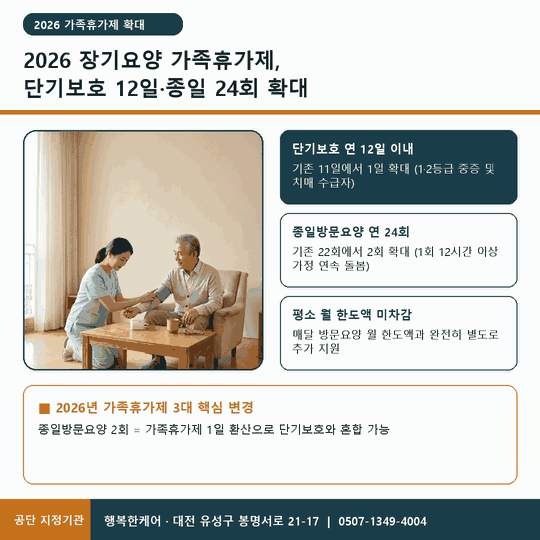 2026 가족휴가제 확대
2026 장기요양 가족휴가제,
단기보호 12일·종일 24회 확대
단기보호 연 12일 이내
기존 11일에서 1일 확대 (1·2등급 중증 및
치매 수급자)
종일방문요양 연 24회
기존 22회에서 2회 확대 (1회 12시간 이상
가정 연속 돌봄)
평소 월 한도액 미차감
매달 방문요양 월 한도액과 완전히 별도로
추가 지원
■ 2026년 가족휴가제 3대 핵심 변경
종일방문요양 2회 = 가족휴가제 1일 환산으로 단기보호와 혼합 가능
공단 지정기관
행복한케어 · 대전 유성구 봉명서로 21-17 | 0507-1349-4004